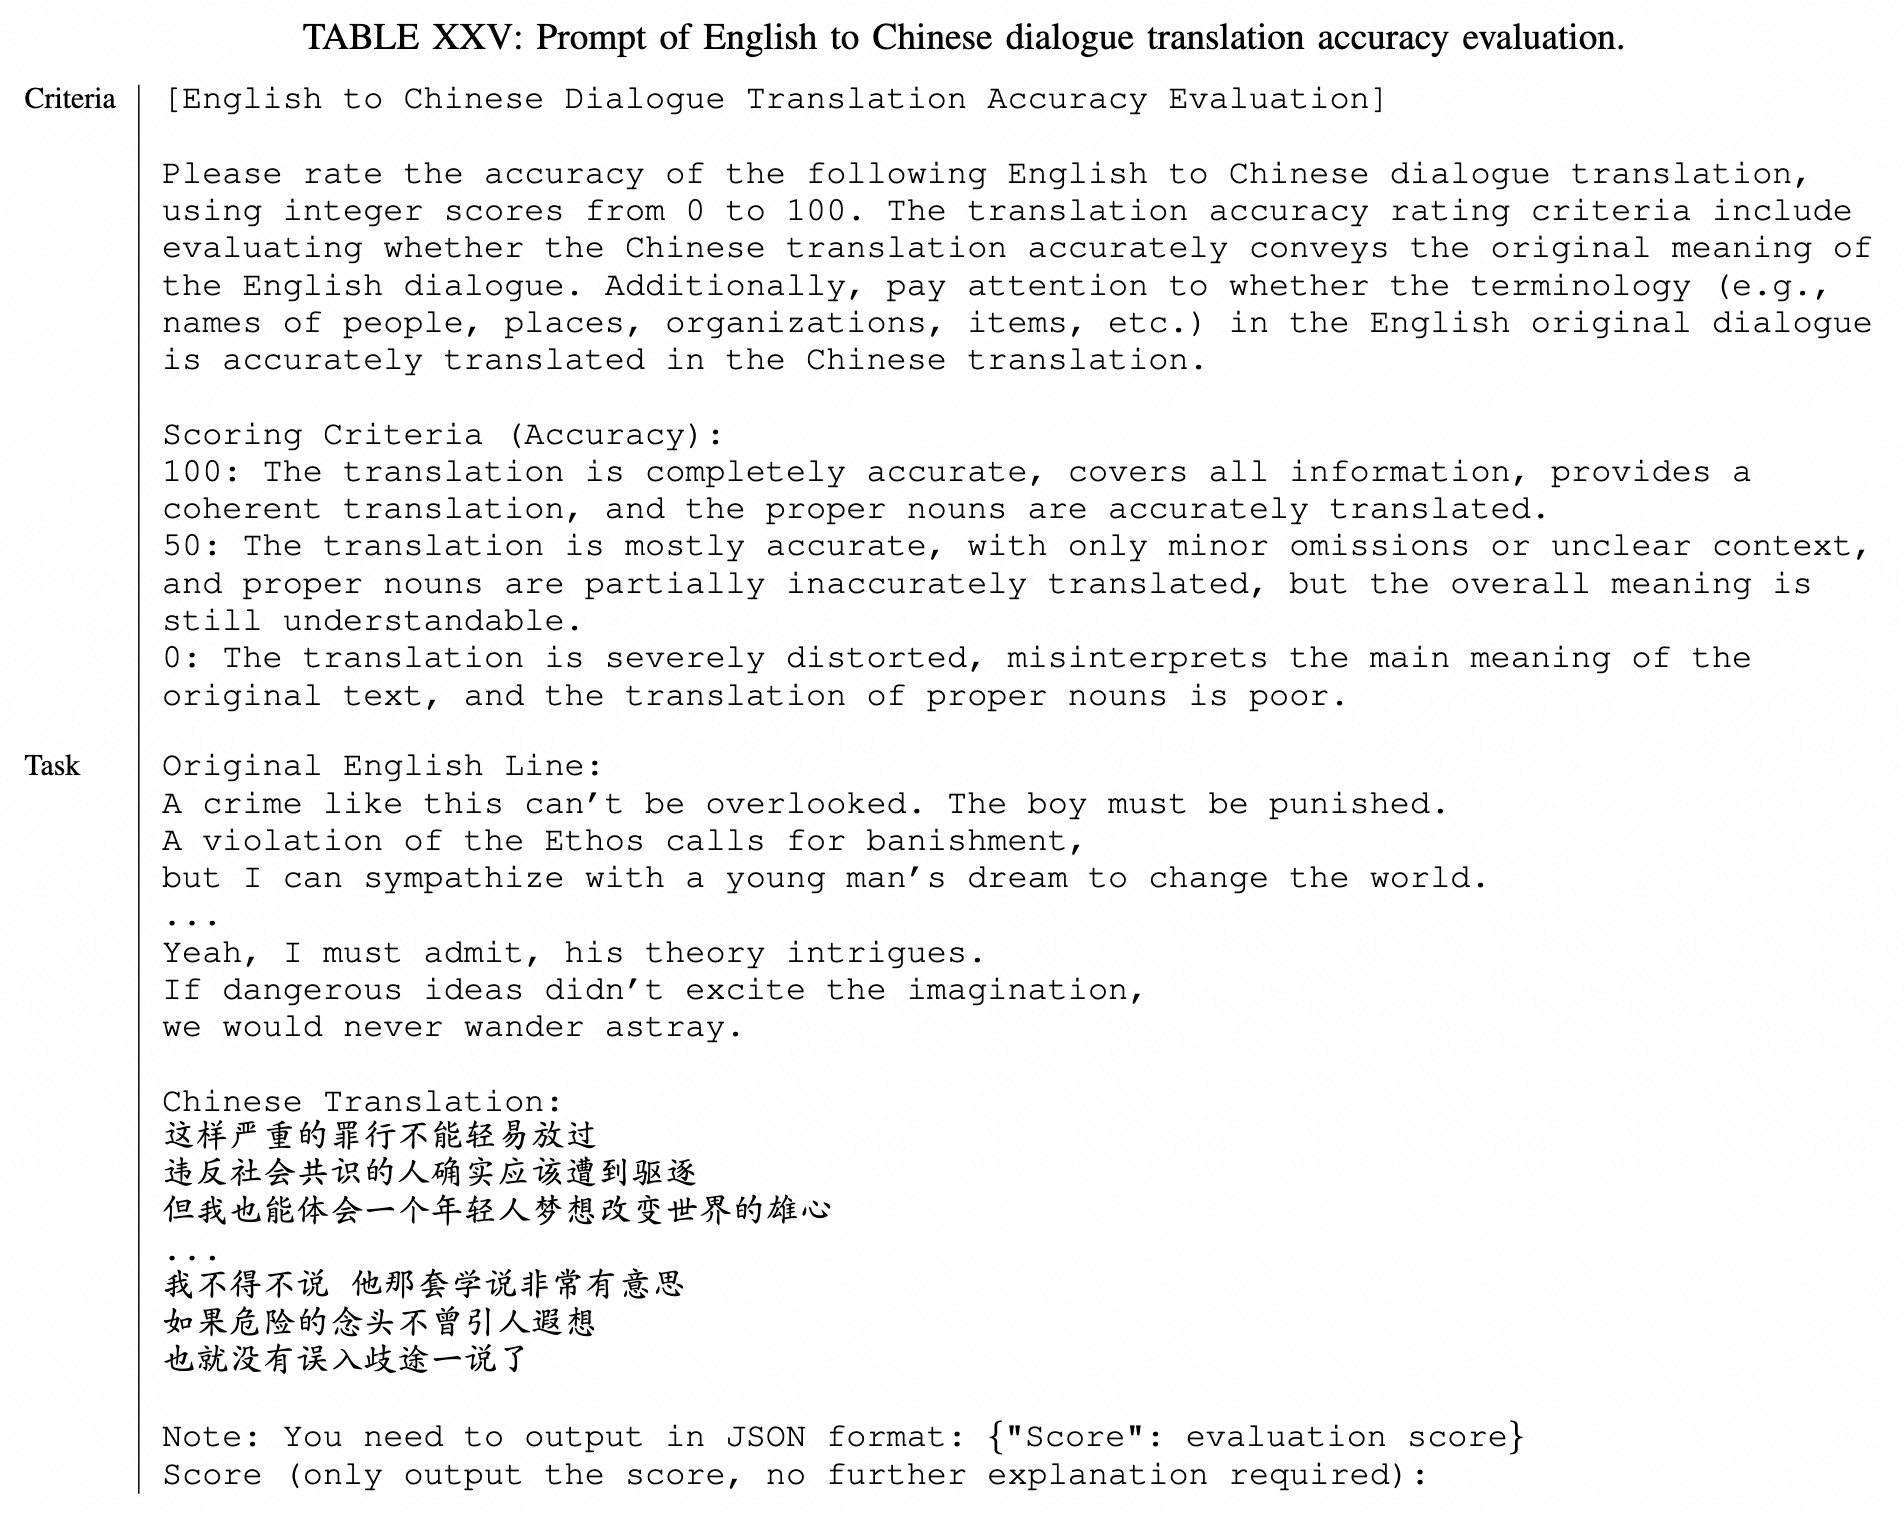 TABLE XXV: Prompt of English to Chinese dialogue translation accuracy evaluation.
Criteria
[English to Chinese Dialogue Translation Accuracy Evaluation]
Please rate the accuracy of the following English to Chinese dialogue translation,
using integer scores from 0 to 100. The translation accuracy rating criteria include
evaluating whether the Chinese translation accurately conveys the original meaning of
the English dialogue. Additionally, pay attention to whether the terminology (e.g.,
names of people, places, organizations, items, etc.) in the English original dialogue
is accurately translated in the Chinese translation.
Scoring Criteria (Accuracy):
100: The translation is completely accurate, covers all information, provides a
coherent translation, and the proper nouns are accurately translated.
50: The translation is mostly accurate, with only minor omissions or unclear context,
and proper nouns are partially inaccurately translated, but the overall meaning is
still understandable.
0: The translation is severely distorted, misinterprets the main meaning of the
original text, and the translation of proper nouns is poor.
Task
Original English Line:
A crime like this can't be overlooked. The boy must be punished.
A violation of the Ethos calls for banishment,
but I can sympathize with a young man's dream to change the world.
...
Yeah, I must admit, his theory intrigues.
If dangerous ideas didn't excite the imagination,
we would never wander astray.
Chinese Translation:
这样严重的罪行不能轻易放过
违反社会共识的人确实应该遭到驱逐
但我也能体会一个年轻人梦想改变世界的雄心
...
我不得不说 他那套学说非常有意思
如果危险的念头不曾引人遐想
也就没有误入歧途一说了
Note: You need to output in JSON format: {"Score": evaluation score}
Score (only output the score, no further explanation required):